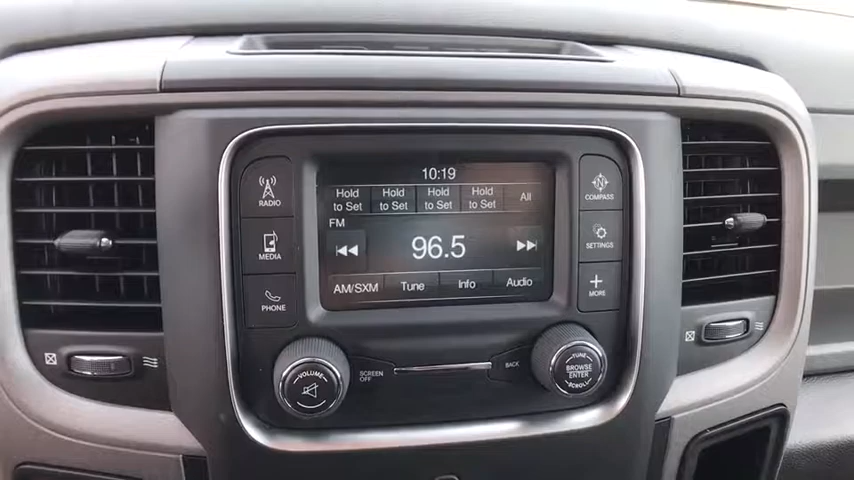 10:19
Hold to Set
Hold to Set
Hold to Set
Hold to Set
All
FM
96.5
AM/SXM
Tune
Info
Audio
RADIO
MEDIA
PHONE
COMPASS
SETTINGS
MORE
VOLUME
SCREEN OFF
BACK
TUNE
BROWSE
ENTER
SCROLL